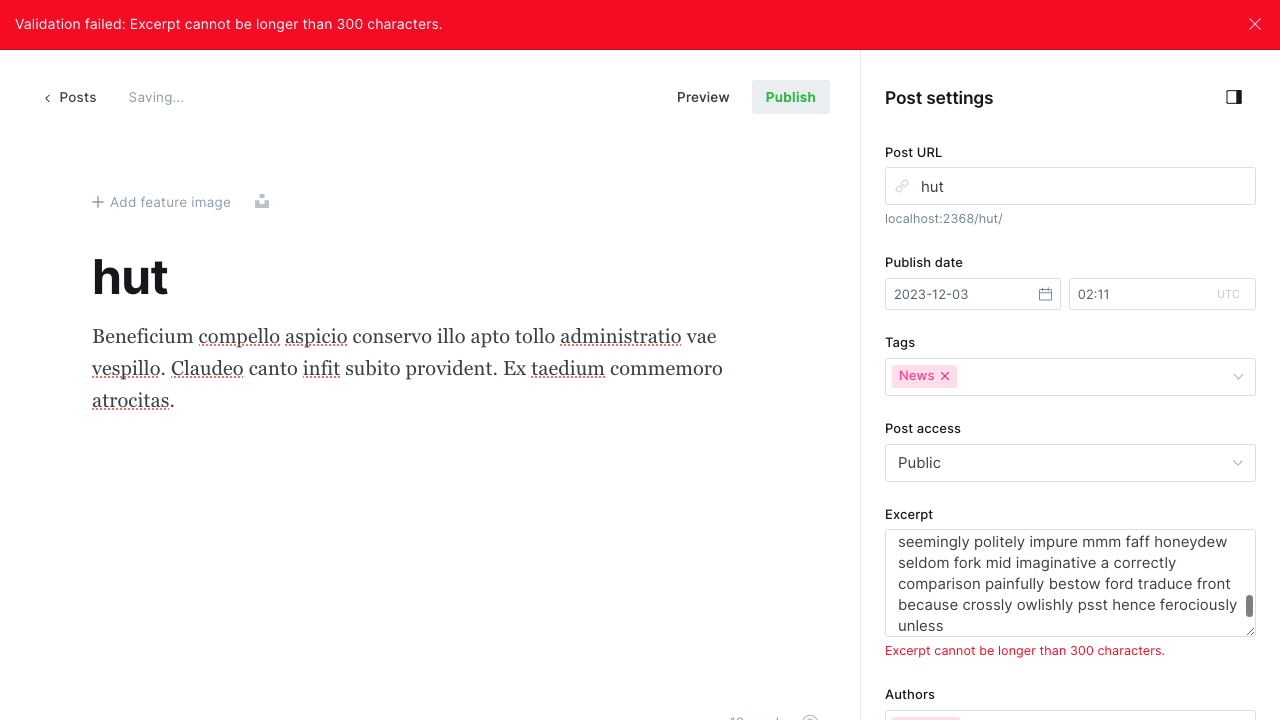 Validation failed: Excerpt cannot be longer than 300 characters.
Posts
Saving...
Preview
Publish
Post settings
Post URL
hut
localhost:2368/hut/
Add feature image
hut
Beneficium compello aspicio conservo illo apto tollo administratio vae
vespillo. Claudeo canto infit subito provident. Ex taedium commemoro
atrocitas.
Publish date
2023-12-03
02:11
UTC
Tags
News
Post access
Public
Excerpt
seemingly politely impure mmm faff honeydew
seldom fork mid imaginative a correctly
comparison painfully bestow ford traduce front
because crossly owlishly psst hence ferociously
unless
Excerpt cannot be longer than 300 characters.
Authors